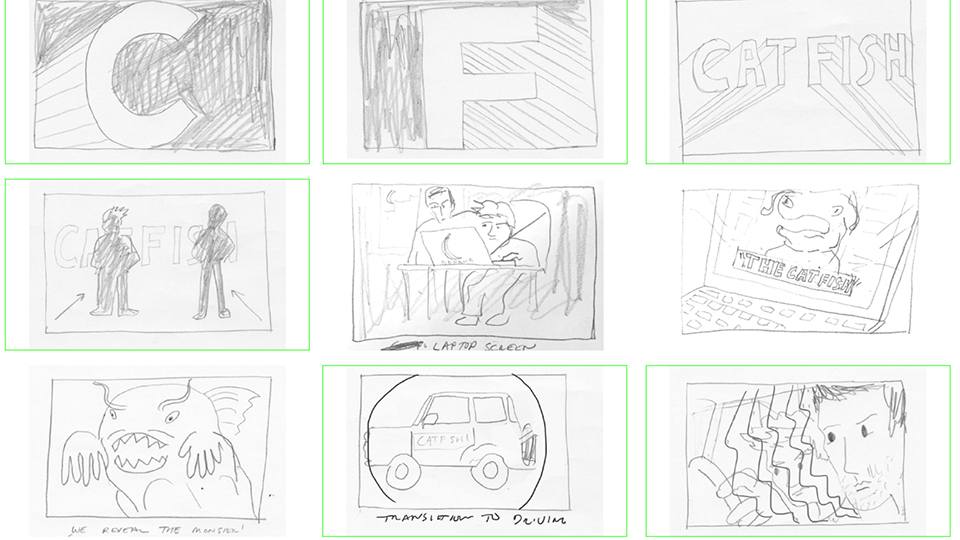 C
F
CAT FISH
CATFISH
LAPTOP SCREEN
"THE CATFISH"
WE REVEAL THE MONSTER!
CATFISH!
TRANSITION TO DRIVING